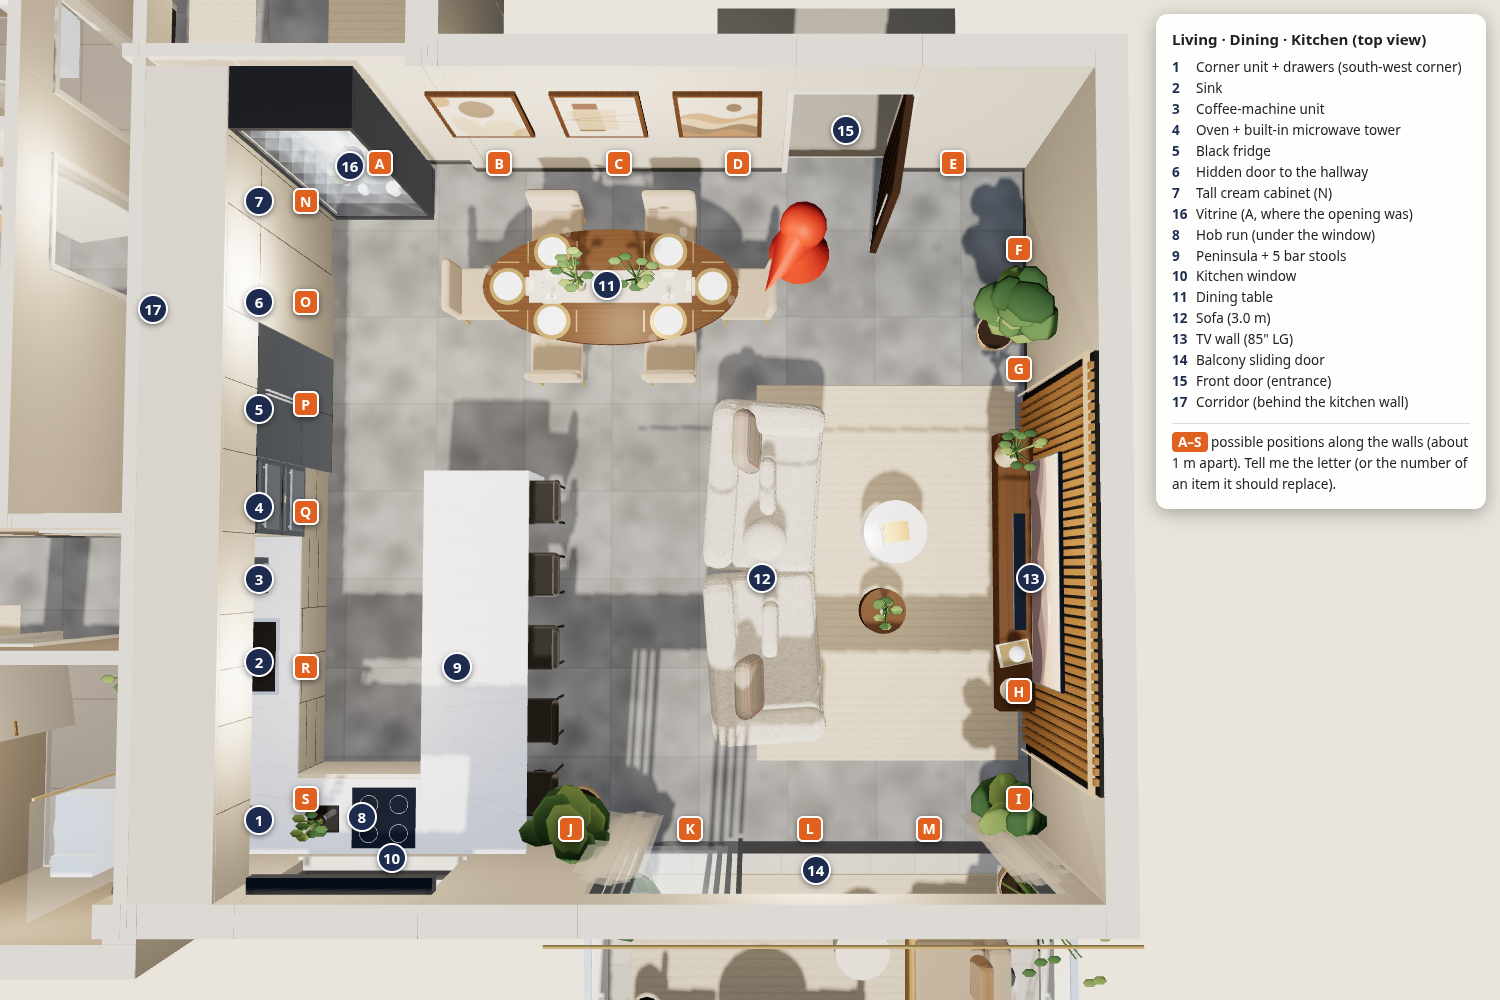 Living · Dining · Kitchen (top view)
1 Corner unit + drawers (south-west corner)
2 Sink
3 Coffee-machine unit
4 Oven + built-in microwave tower
5 Black fridge
6 Hidden door to the hallway
7 Tall cream cabinet (N)
16 Vitrine (A, where the opening was)
8 Hob run (under the window)
9 Peninsula + 5 bar stools
10 Kitchen window
11 Dining table
12 Sofa (3.0 m)
13 TV wall (85" LG)
14 Balcony sliding door
15 Front door (entrance)
17 Corridor (behind the kitchen wall)
A–S possible positions along the walls (about
1 m apart). Tell me the letter (or the number of
an item it should replace).
15
16 A B C D E
7 N
F
11
6 O
17
G
5 P
4 Q
3 12 13
2 R 9
H
S I
1 8 J K L M
10 14